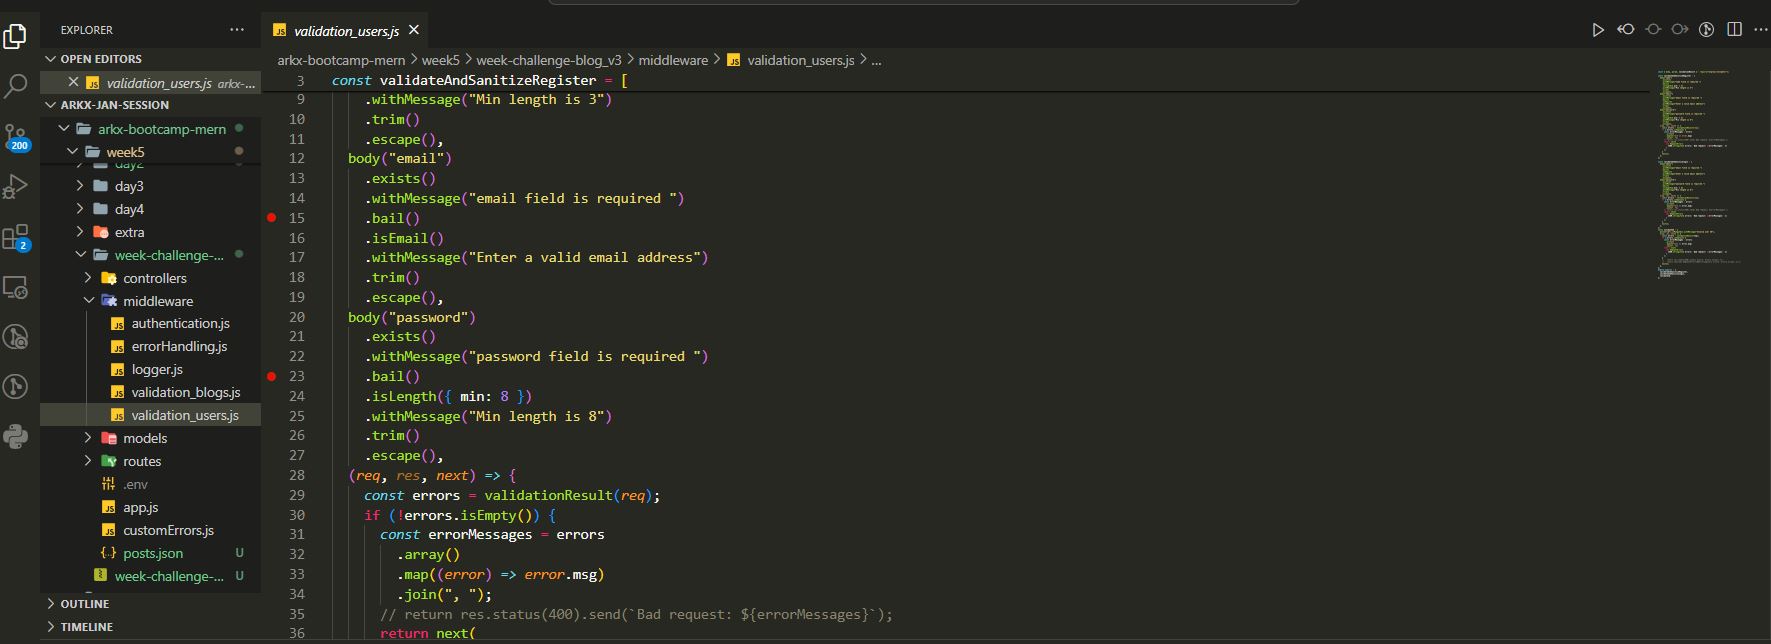 EXPLORER
OPEN EDITORS
validation_users.js arkx-...
ARKX-JAN-SESSION
arkx-bootcamp-mern
week5
day2
day3
day4
extra
week-challenge-...
controllers
middleware
authentication.js
errorHandling.js
logger.js
validation_blogs.js
validation_users.js
models
routes
.env
app.js
customErrors.js
posts.json U
week-challenge-... U
OUTLINE
TIMELINE
200
2
JS validation_users.js
arkx-bootcamp-mern > week5 > week-challenge-blog_v3 > middleware > JS validation_users.js > ...
3 const validateAndSanitizeRegister = [
9 .withMessage("Min length is 3")
10 .trim()
11 .escape(),
12 body("email")
13 .exists()
14 .withMessage("email field is required ")
15 .bail()
16 .isEmail()
17 .withMessage("Enter a valid email address")
18 .trim()
19 .escape(),
20 body("password")
21 .exists()
22 .withMessage("password field is required ")
23 .bail()
24 .isLength({ min: 8 })
25 .withMessage("Min length is 8")
26 .trim()
27 .escape(),
28 (req, res, next) => {
29 const errors = validationResult(req);
30 if (!errors.isEmpty()) {
31 const errorMessages = errors
32 .array()
33 .map((error) => error.msg)
34 .join(", ");
35 // return res.status(400).send(`Bad request: ${errorMessages}`);
36 return next(